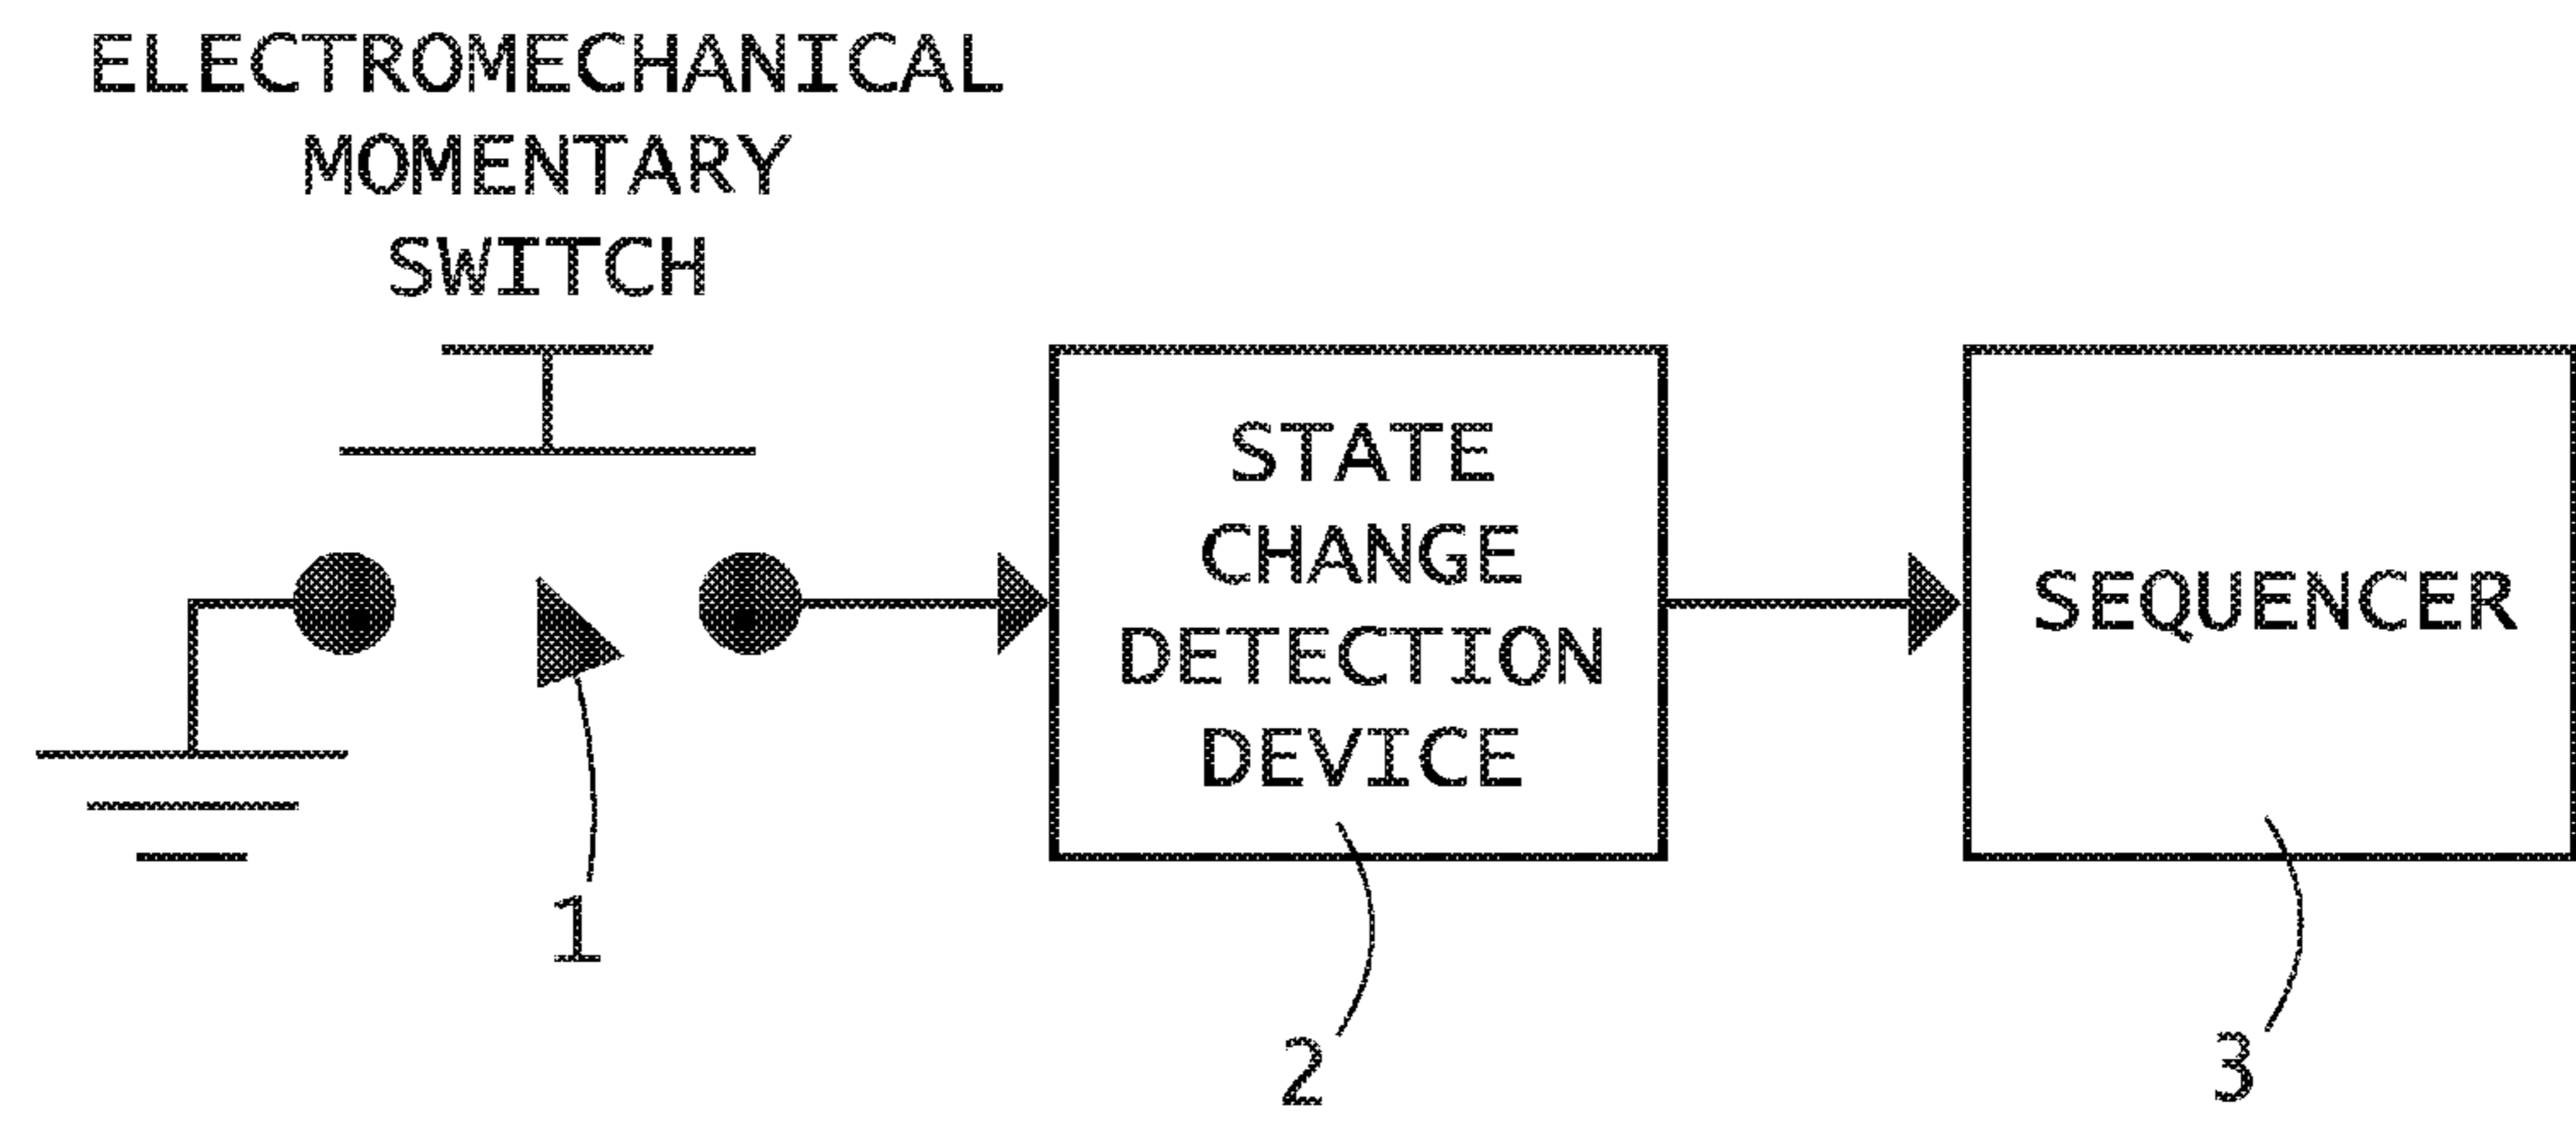 ELECTROMECHANICAL
MOMENTARY
SWITCH
STATE
CHANGE
DETECTION
DEVICE
SEQUENCER
1
2
3